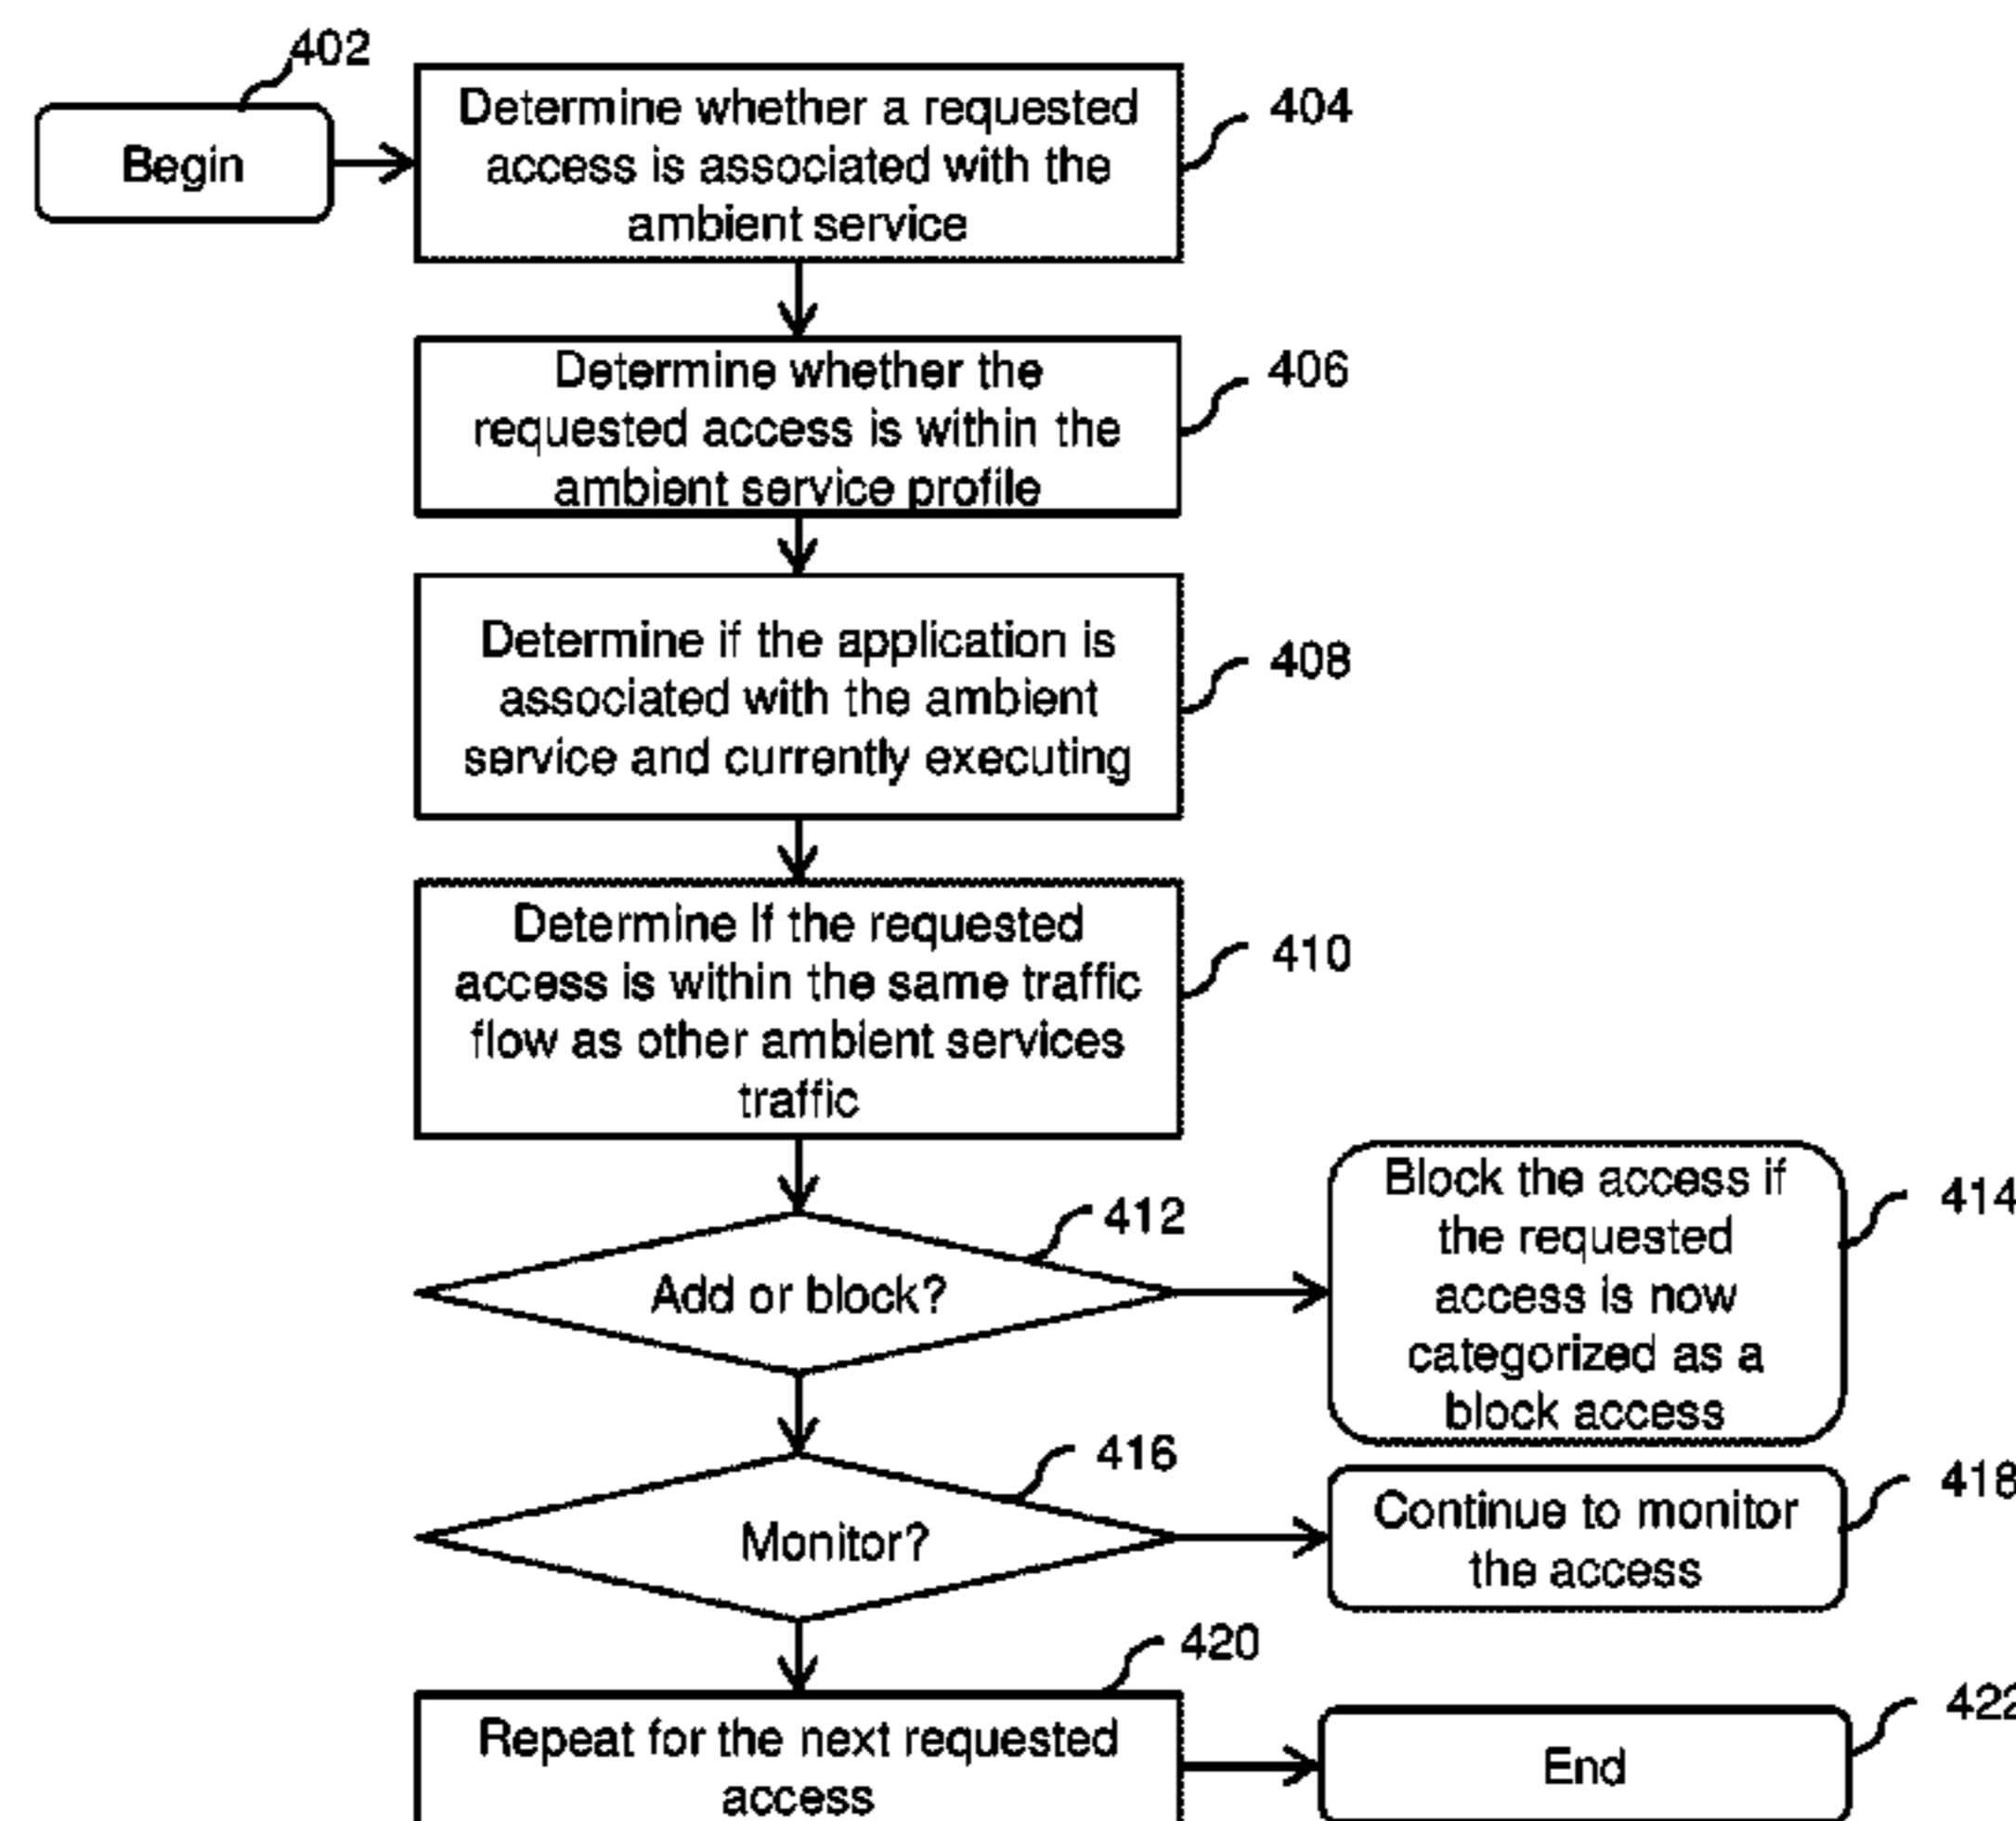 402
Begin
Determine whether a requested
access is associated with the
ambient service
404
Determine whether the
requested access is within the
ambient service profile
406
Determine if the application is
associated with the ambient
service and currently executing
408
Determine If the requested
access is within the same traffic
flow as other ambient services
traffic
410
Add or block?
412
Block the access if
the requested
access is now
categorized as a
block access
414
Monitor?
416
Continue to monitor
the access
418
Repeat for the next requested
access
420
End
422